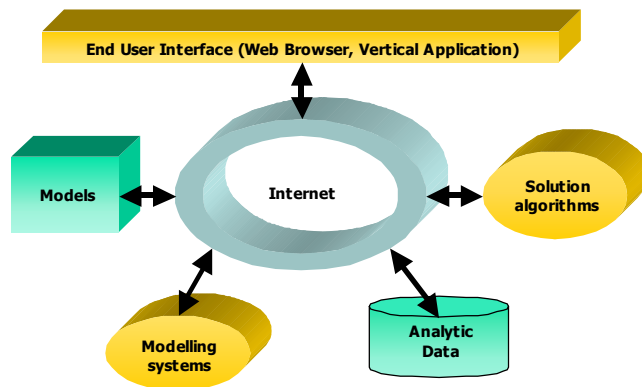 End User Interface (Web Browser, Vertical Application)
Models
Internet
Solution
algorithms
Modelling
systems
Analytic
Data